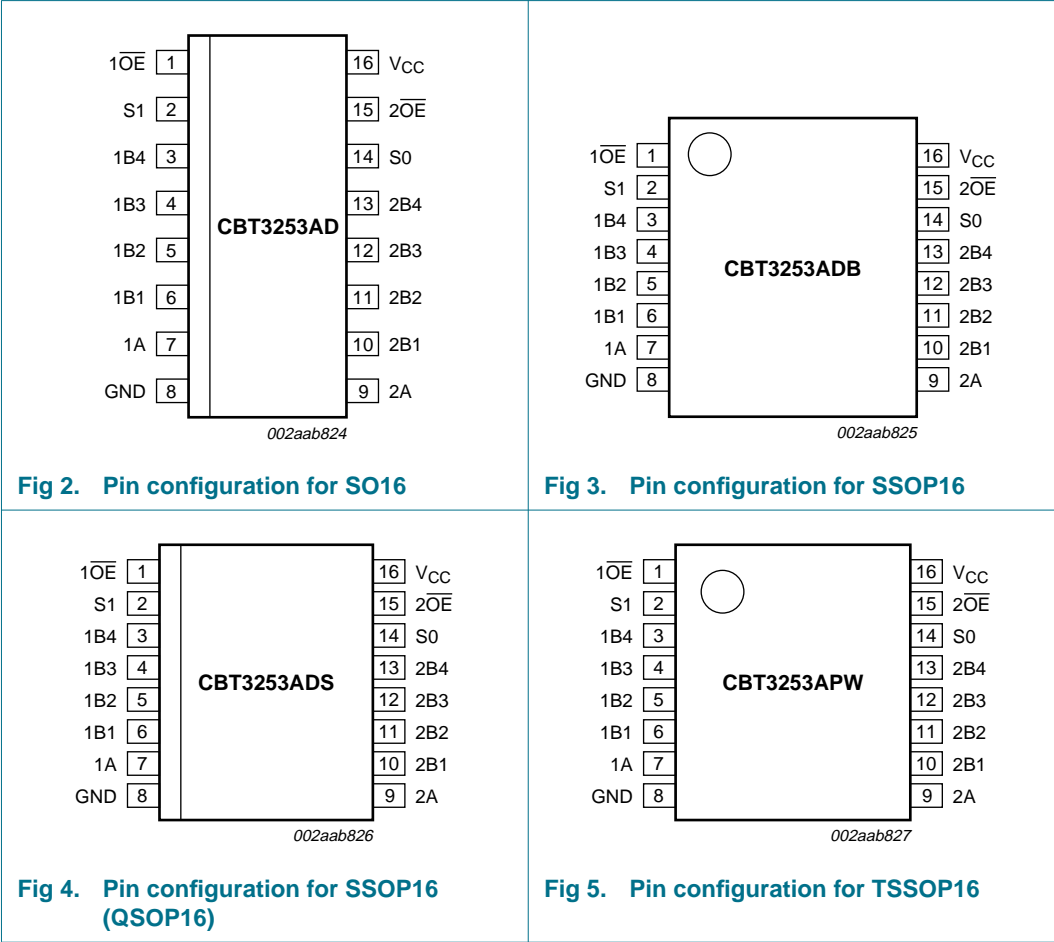 1O̅E̅ 1 16 VCC
S1 2 15 2O̅E̅
1B4 3 14 S0
1B3 4 13 2B4
CBT3253AD
1B2 5 12 2B3
1B1 6 11 2B2
1A 7 10 2B1
GND 8 9 2A
002aab824
Fig 2. Pin configuration for SO16
1O̅E̅ 1 16 VCC
S1 2 15 2O̅E̅
1B4 3 14 S0
1B3 4 13 2B4
CBT3253ADB
1B2 5 12 2B3
1B1 6 11 2B2
1A 7 10 2B1
GND 8 9 2A
002aab825
Fig 3. Pin configuration for SSOP16
1O̅E̅ 1 16 VCC
S1 2 15 2O̅E̅
1B4 3 14 S0
1B3 4 13 2B4
CBT3253ADS
1B2 5 12 2B3
1B1 6 11 2B2
1A 7 10 2B1
GND 8 9 2A
002aab826
Fig 4. Pin configuration for SSOP16
(QSOP16)
1O̅E̅ 1 16 VCC
S1 2 15 2O̅E̅
1B4 3 14 S0
1B3 4 13 2B4
CBT3253APW
1B2 5 12 2B3
1B1 6 11 2B2
1A 7 10 2B1
GND 8 9 2A
002aab827
Fig 5. Pin configuration for TSSOP16